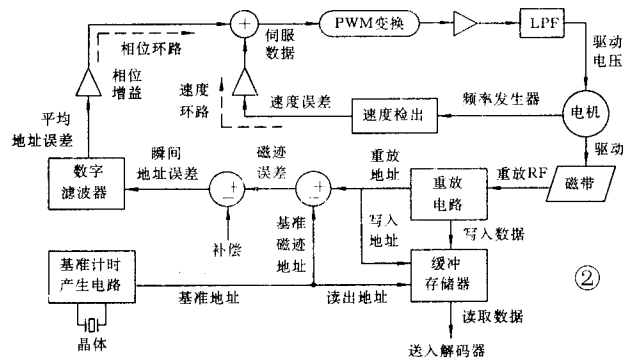 PWM变换
LPF
伺服
数据
相位环路
驱动
电压
相位
增益
速度
环路
速度误差
速度检出
频率发生器
电机
平均
地址误差
数字
滤波器
瞬间
地址误差
磁迹
误差
重放
地址
重放
电路
重放RF
驱动
磁带
补偿
基准
磁迹
地址
写入
地址
写入数据
基准计时
产生电路
基准地址
读出地址
缓冲
存储器
②
晶体
读取数据
送入解码器